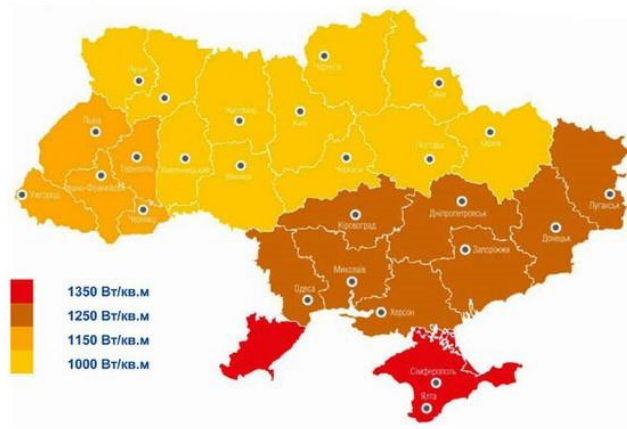 Чернігів
Суми
Луцьк
Житомир
Київ
Львів
Полтава
Харків
Тернопіль
Хмельницький
Вінниця
Черкаси
Івано-Франківськ
Ужгород
Чернівці
Луганськ
Дніпропетровськ
Кіровоград
Донецьк
Запоріжжя
Миколаїв
Одеса
Херсон
Сімферополь
Ялта
1350 Вт/кв.м
1250 Вт/кв.м
1150 Вт/кв.м
1000 Вт/кв.м